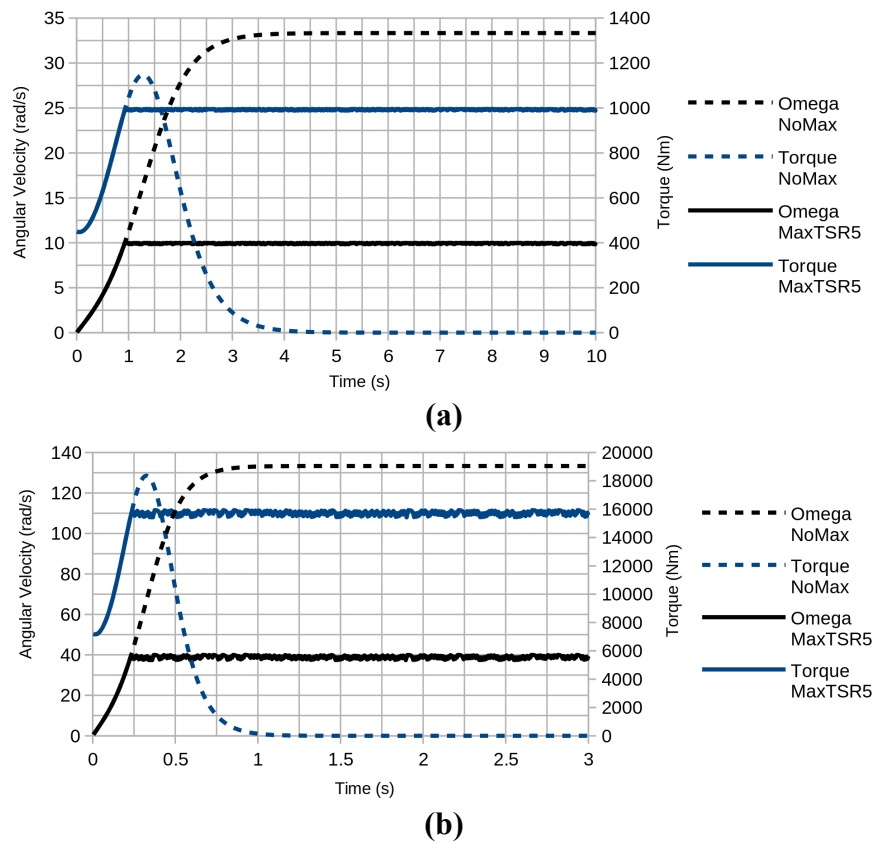 35
30
25
20
15
10
5
0
1400
1200
1000
800
600
400
200
0
Angular Velocity (rad/s)
Torque (Nm)
0 1 2 3 4 5 6 7 8 9 10
Time (s)
Omega
NoMax
Torque
NoMax
Omega
MaxTSR5
Torque
MaxTSR5
(a)
140
120
100
80
60
40
20
0
20000
18000
16000
14000
12000
10000
8000
6000
4000
2000
0
Angular Velocity (rad/s)
Torque (Nm)
0 0.5 1 1.5 2 2.5 3
Time (s)
Omega
NoMax
Torque
NoMax
Omega
MaxTSR5
Torque
MaxTSR5
(b)